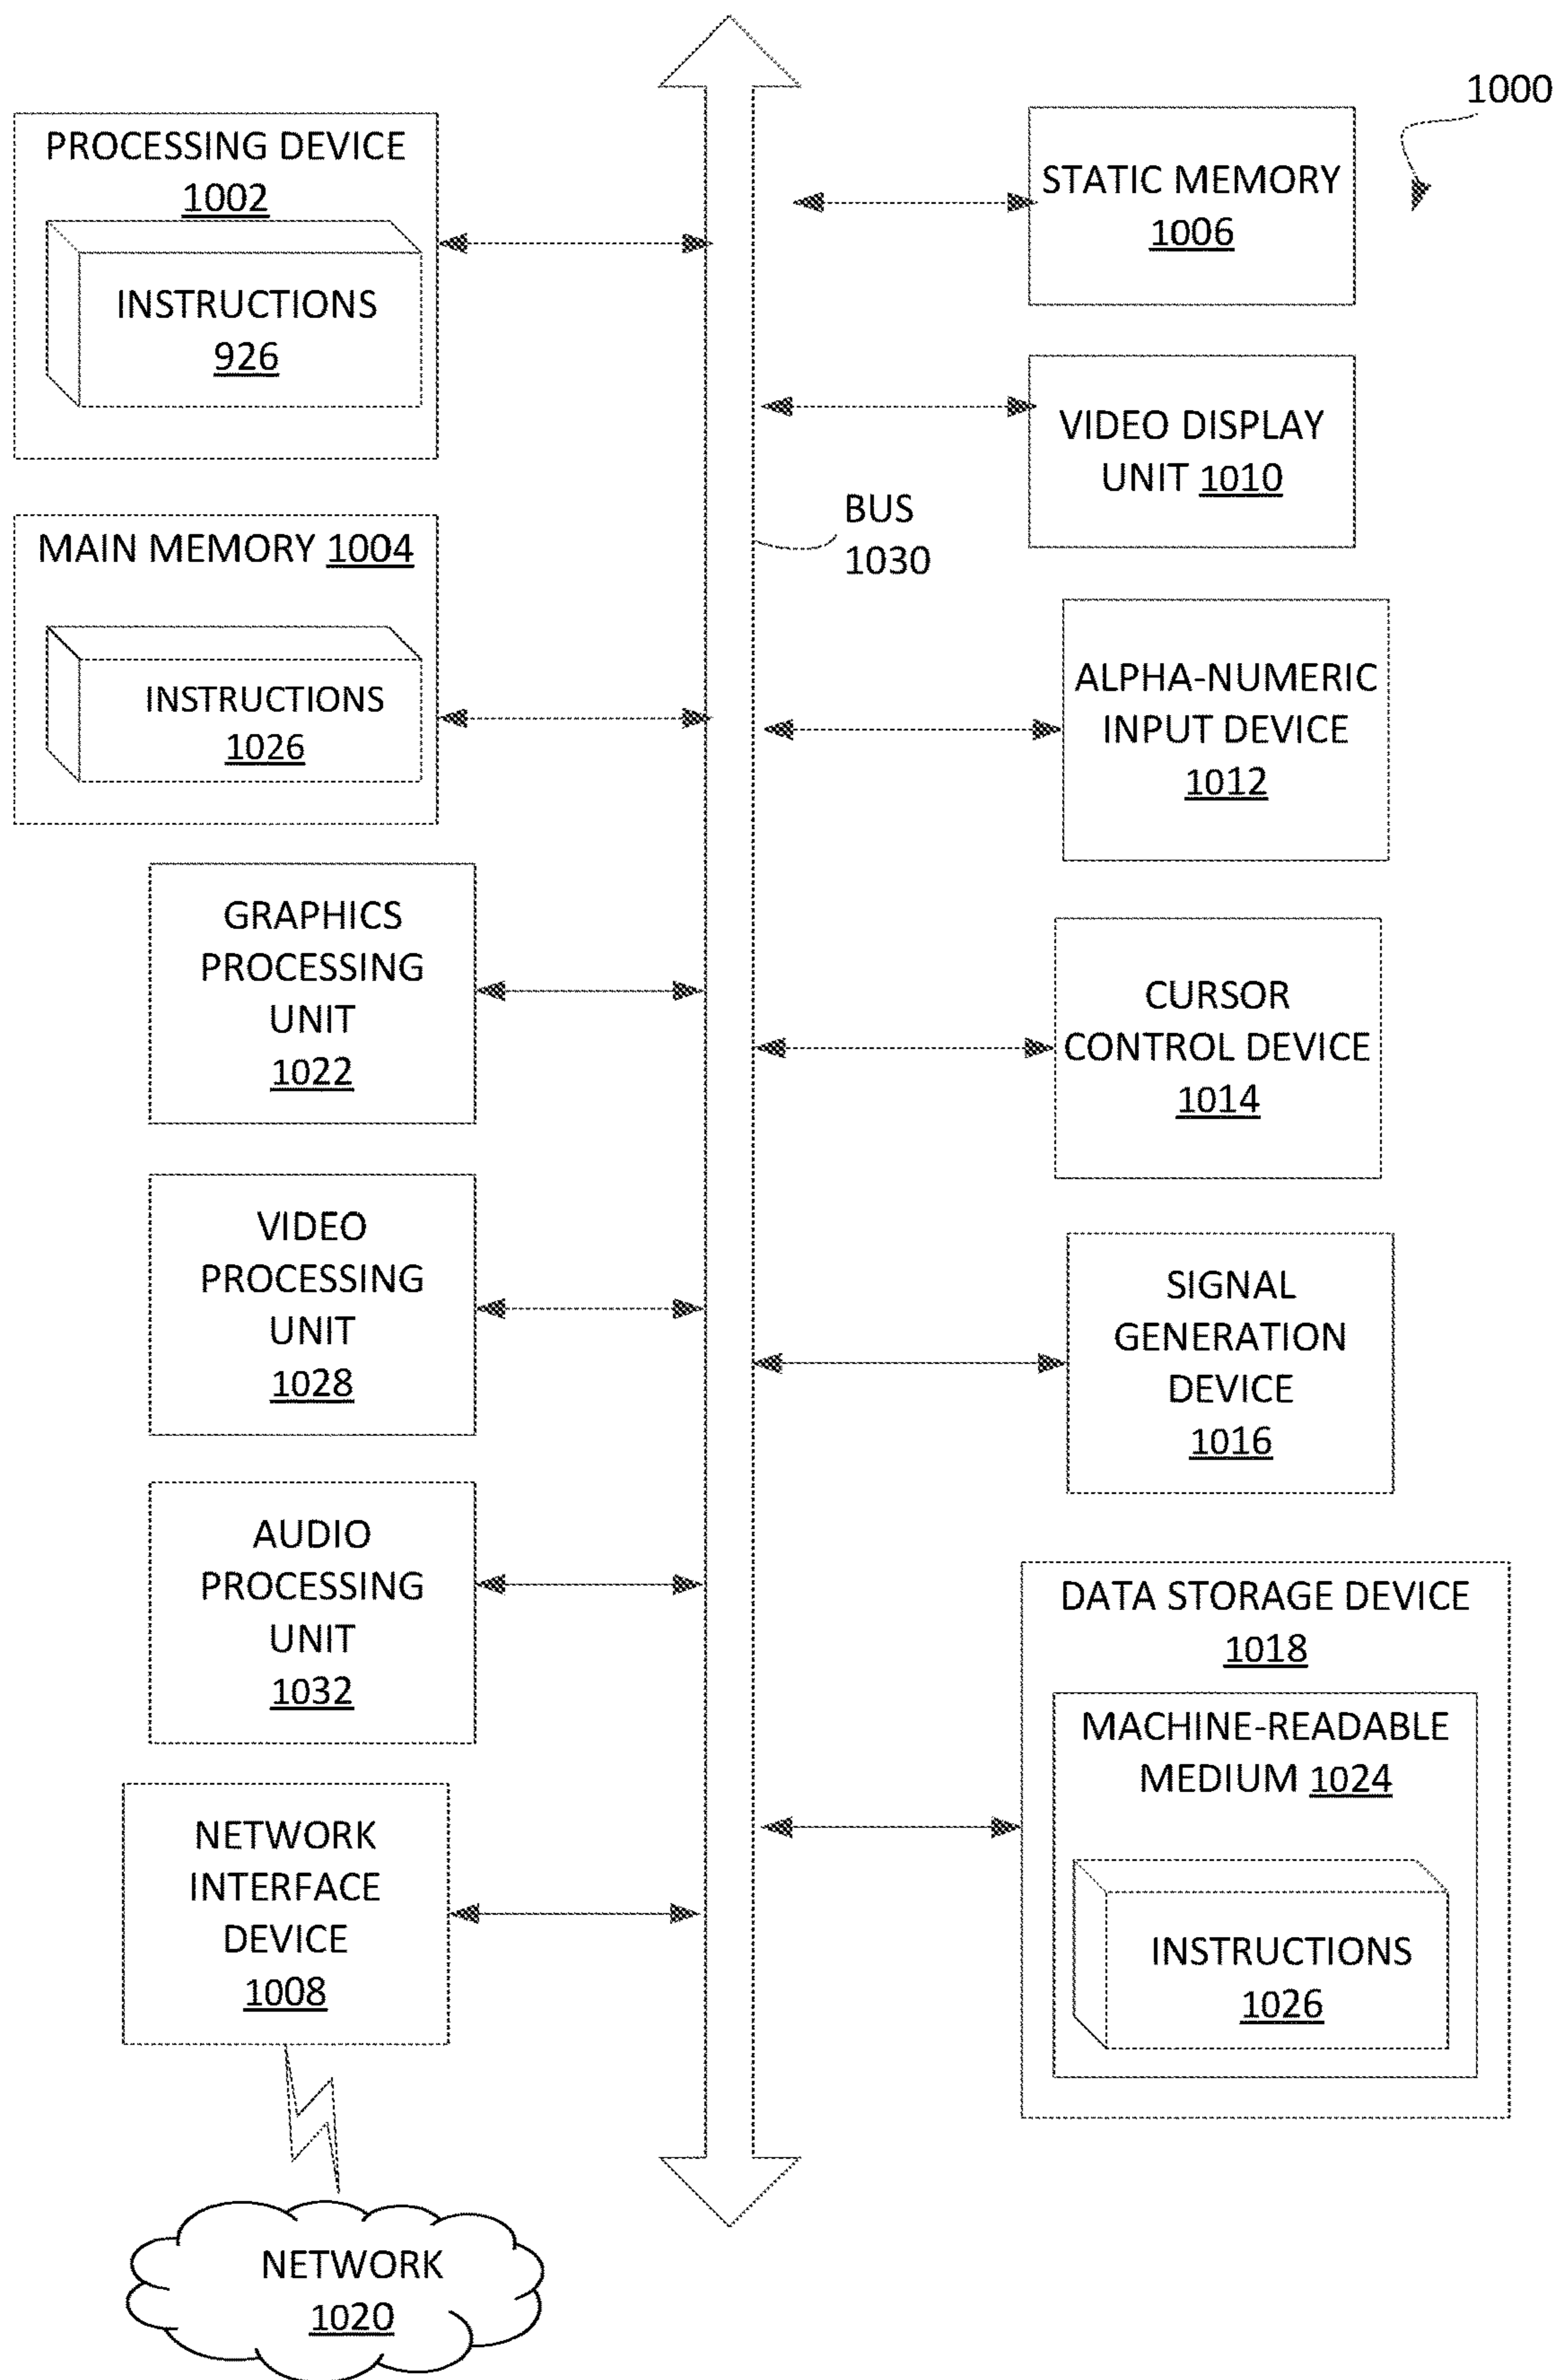 1000
PROCESSING DEVICE
1002
INSTRUCTIONS
926
MAIN MEMORY 1004
INSTRUCTIONS
1026
GRAPHICS
PROCESSING
UNIT
1022
VIDEO
PROCESSING
UNIT
1028
AUDIO
PROCESSING
UNIT
1032
NETWORK
INTERFACE
DEVICE
1008
NETWORK
1020
BUS
1030
STATIC MEMORY
1006
VIDEO DISPLAY
UNIT 1010
ALPHA-NUMERIC
INPUT DEVICE
1012
CURSOR
CONTROL DEVICE
1014
SIGNAL
GENERATION
DEVICE
1016
DATA STORAGE DEVICE
1018
MACHINE-READABLE
MEDIUM 1024
INSTRUCTIONS
1026